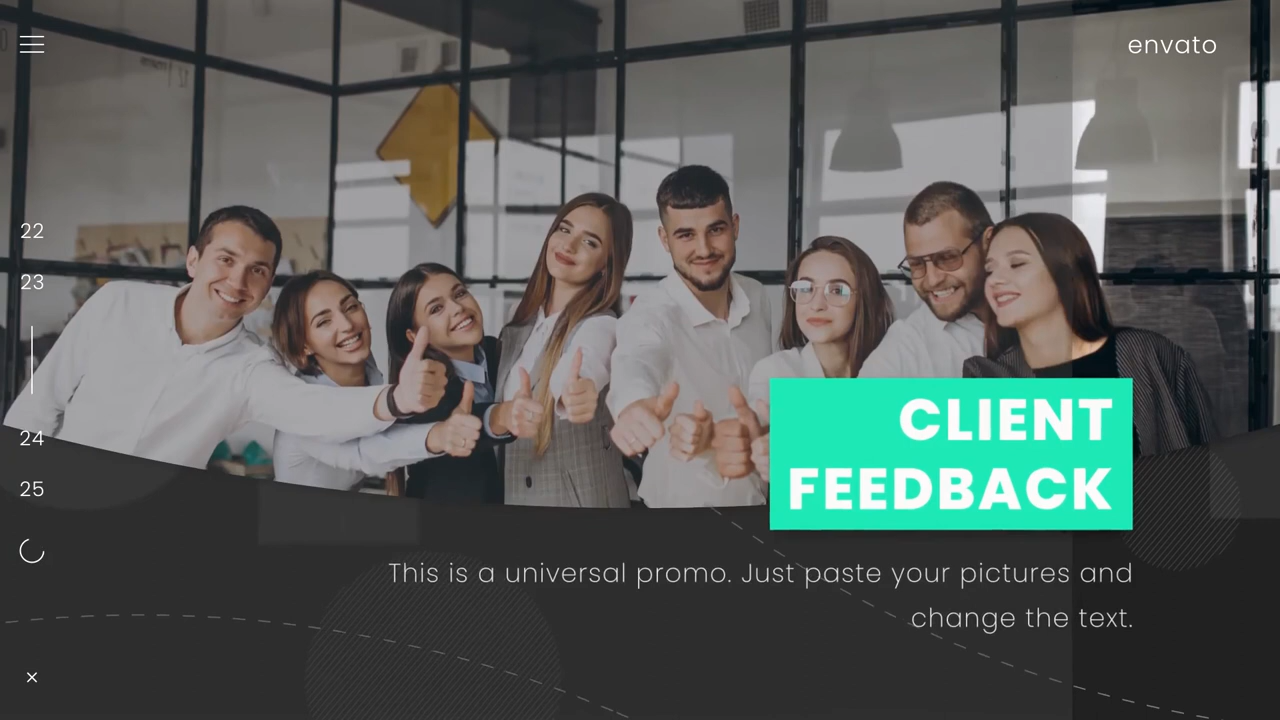 envato
22
23
24
25
CLIENT
FEEDBACK
This is a universal promo. Just paste your pictures and
change the text.